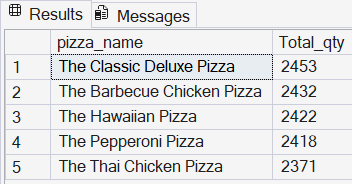 Results Messages
pizza_name Total_qty
1 The Classic Deluxe Pizza 2453
2 The Barbecue Chicken Pizza 2432
3 The Hawaiian Pizza 2422
4 The Pepperoni Pizza 2418
5 The Thai Chicken Pizza 2371